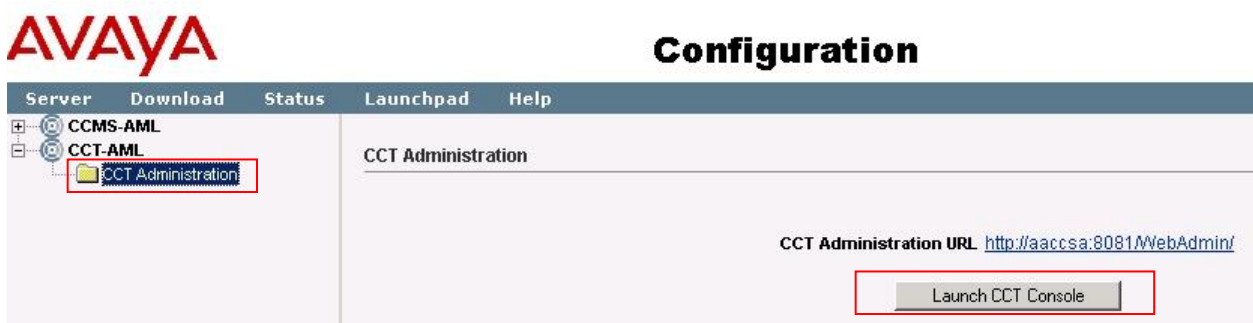 AVAYA
Configuration
Server Download Status Launchpad Help
CCMS-AML
CCT-AML
CCT Administration
CCT Administration
CCT Administration URL http://aaccsa:8081/WebAdmin/
Launch CCT Console